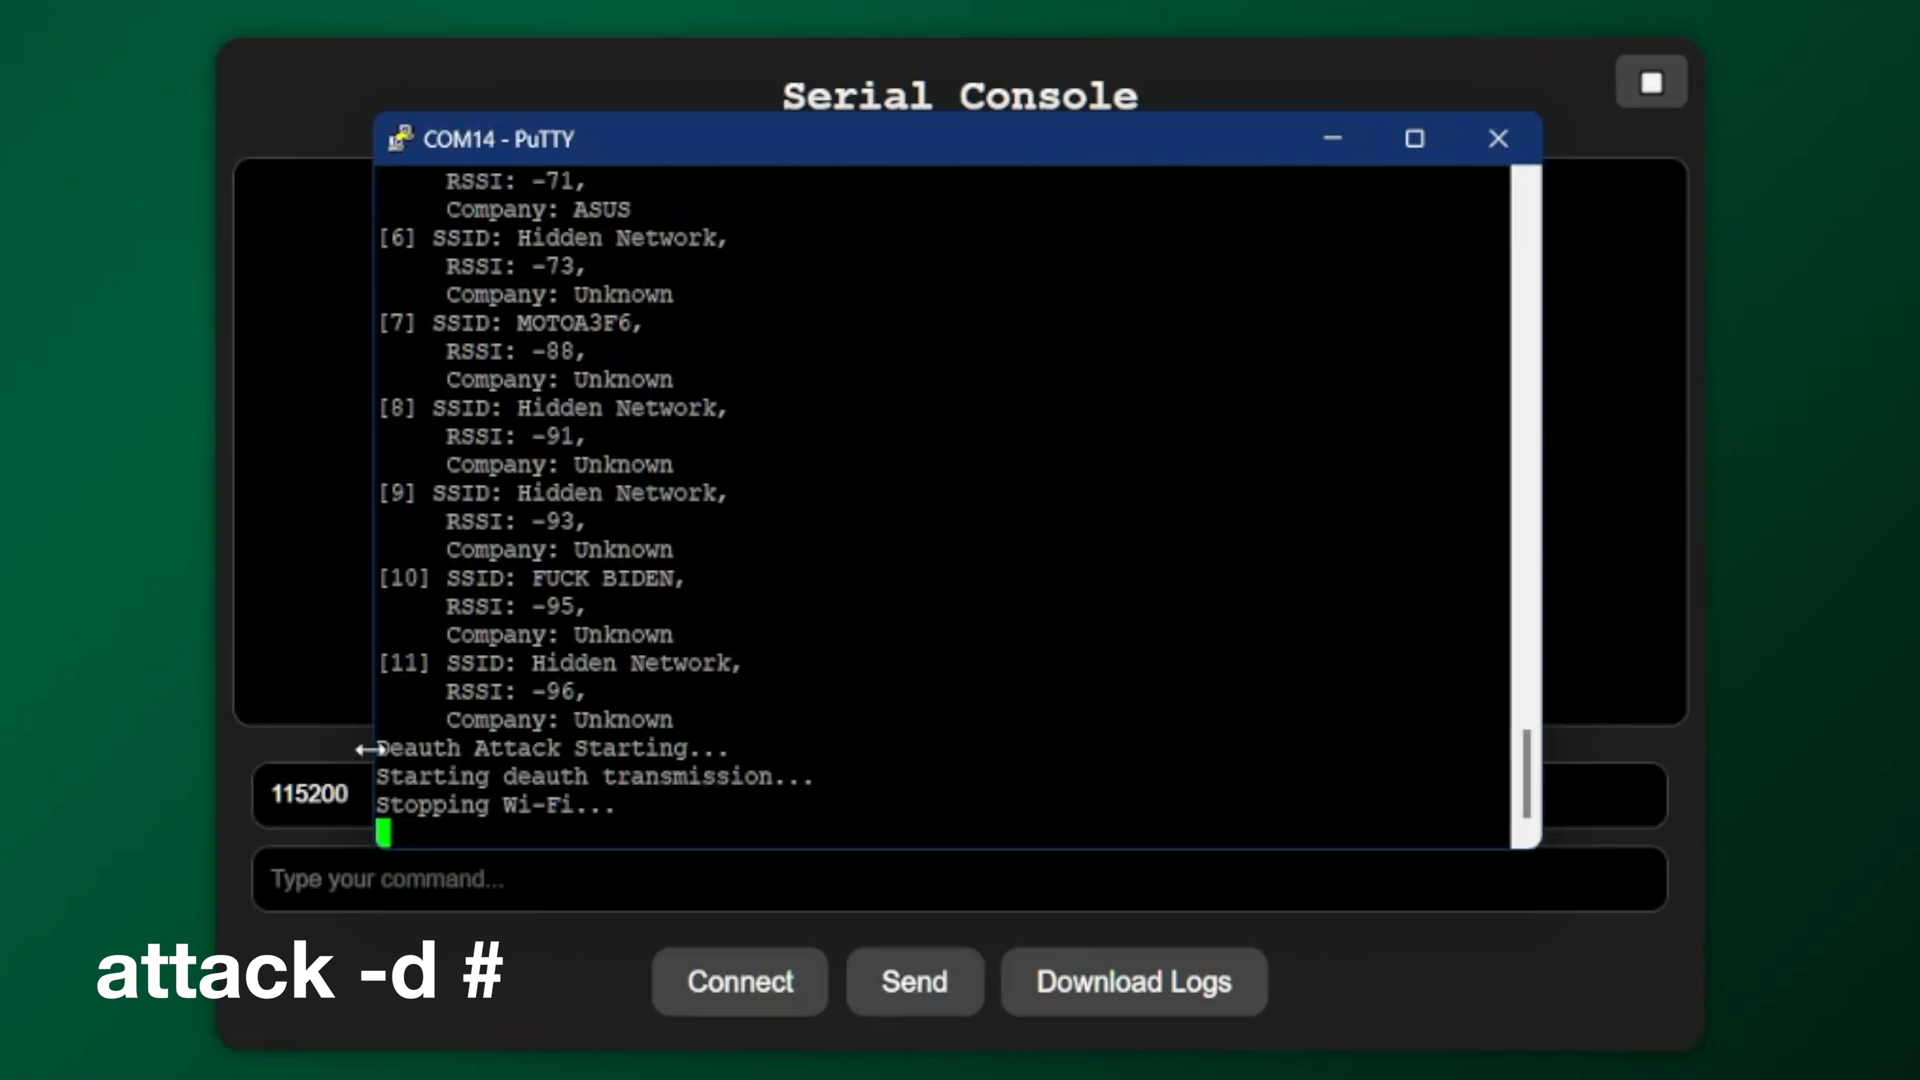 Serial Console
COM14 - PuTTY
RSSI: -71,
Company: ASUS
[6] SSID: Hidden Network,
RSSI: -73,
Company: Unknown
[7] SSID: MOTOA3F6,
RSSI: -88,
Company: Unknown
[8] SSID: Hidden Network,
RSSI: -91,
Company: Unknown
[9] SSID: Hidden Network,
RSSI: -93,
Company: Unknown
[10] SSID: FUCK BIDEN,
RSSI: -95,
Company: Unknown
[11] SSID: Hidden Network,
RSSI: -96,
Company: Unknown
Deauth Attack Starting...
Starting deauth transmission...
Stopping Wi-Fi...
115200
Type your command...
attack -d #
Connect
Send
Download Logs